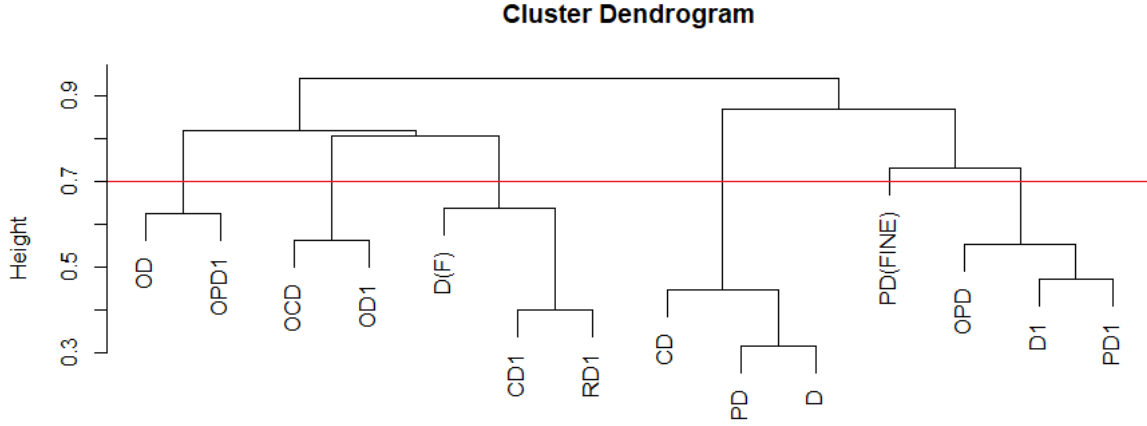 Cluster Dendrogram
Height
0.9
0.7
0.5
0.3
OD
OPD1
OCD
OD1
D(F)
CD1
RD1
CD
PD
D
PD(FINE)
OPD
D1
PD1